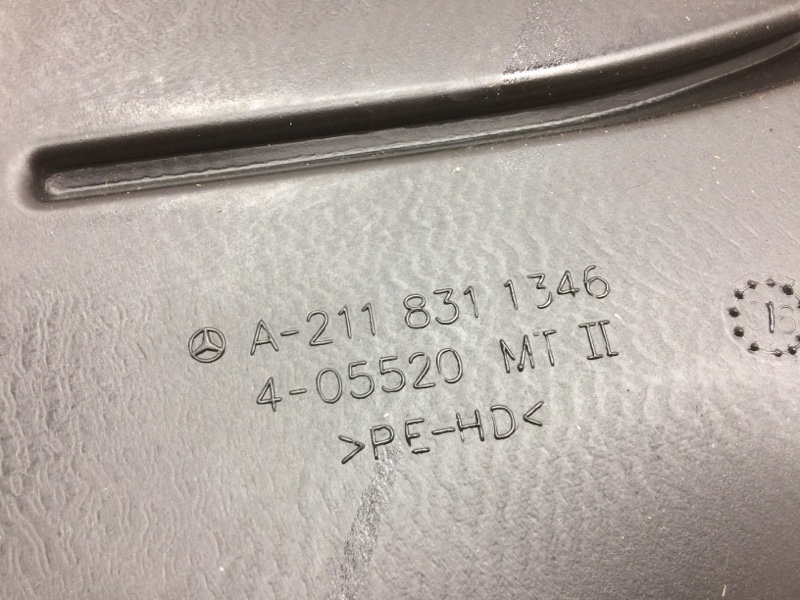 A-211 831 1346
4-05520 MT II
>PE-HD<